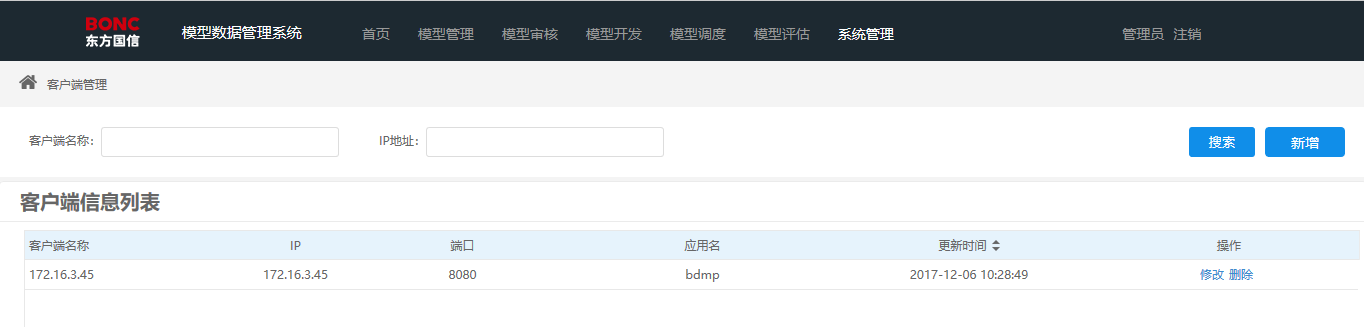 BONC
东方国信
模型数据管理系统 首页 模型管理 模型审核 模型开发 模型调度 模型评估 系统管理 管理员 注销
客户端管理
客户端名称: IP地址: 搜索 新增
客户端信息列表
客户端名称 IP 端口 应用名 更新时间 操作
172.16.3.45 172.16.3.45 8080 bdmp 2017-12-06 10:28:49 修改 删除